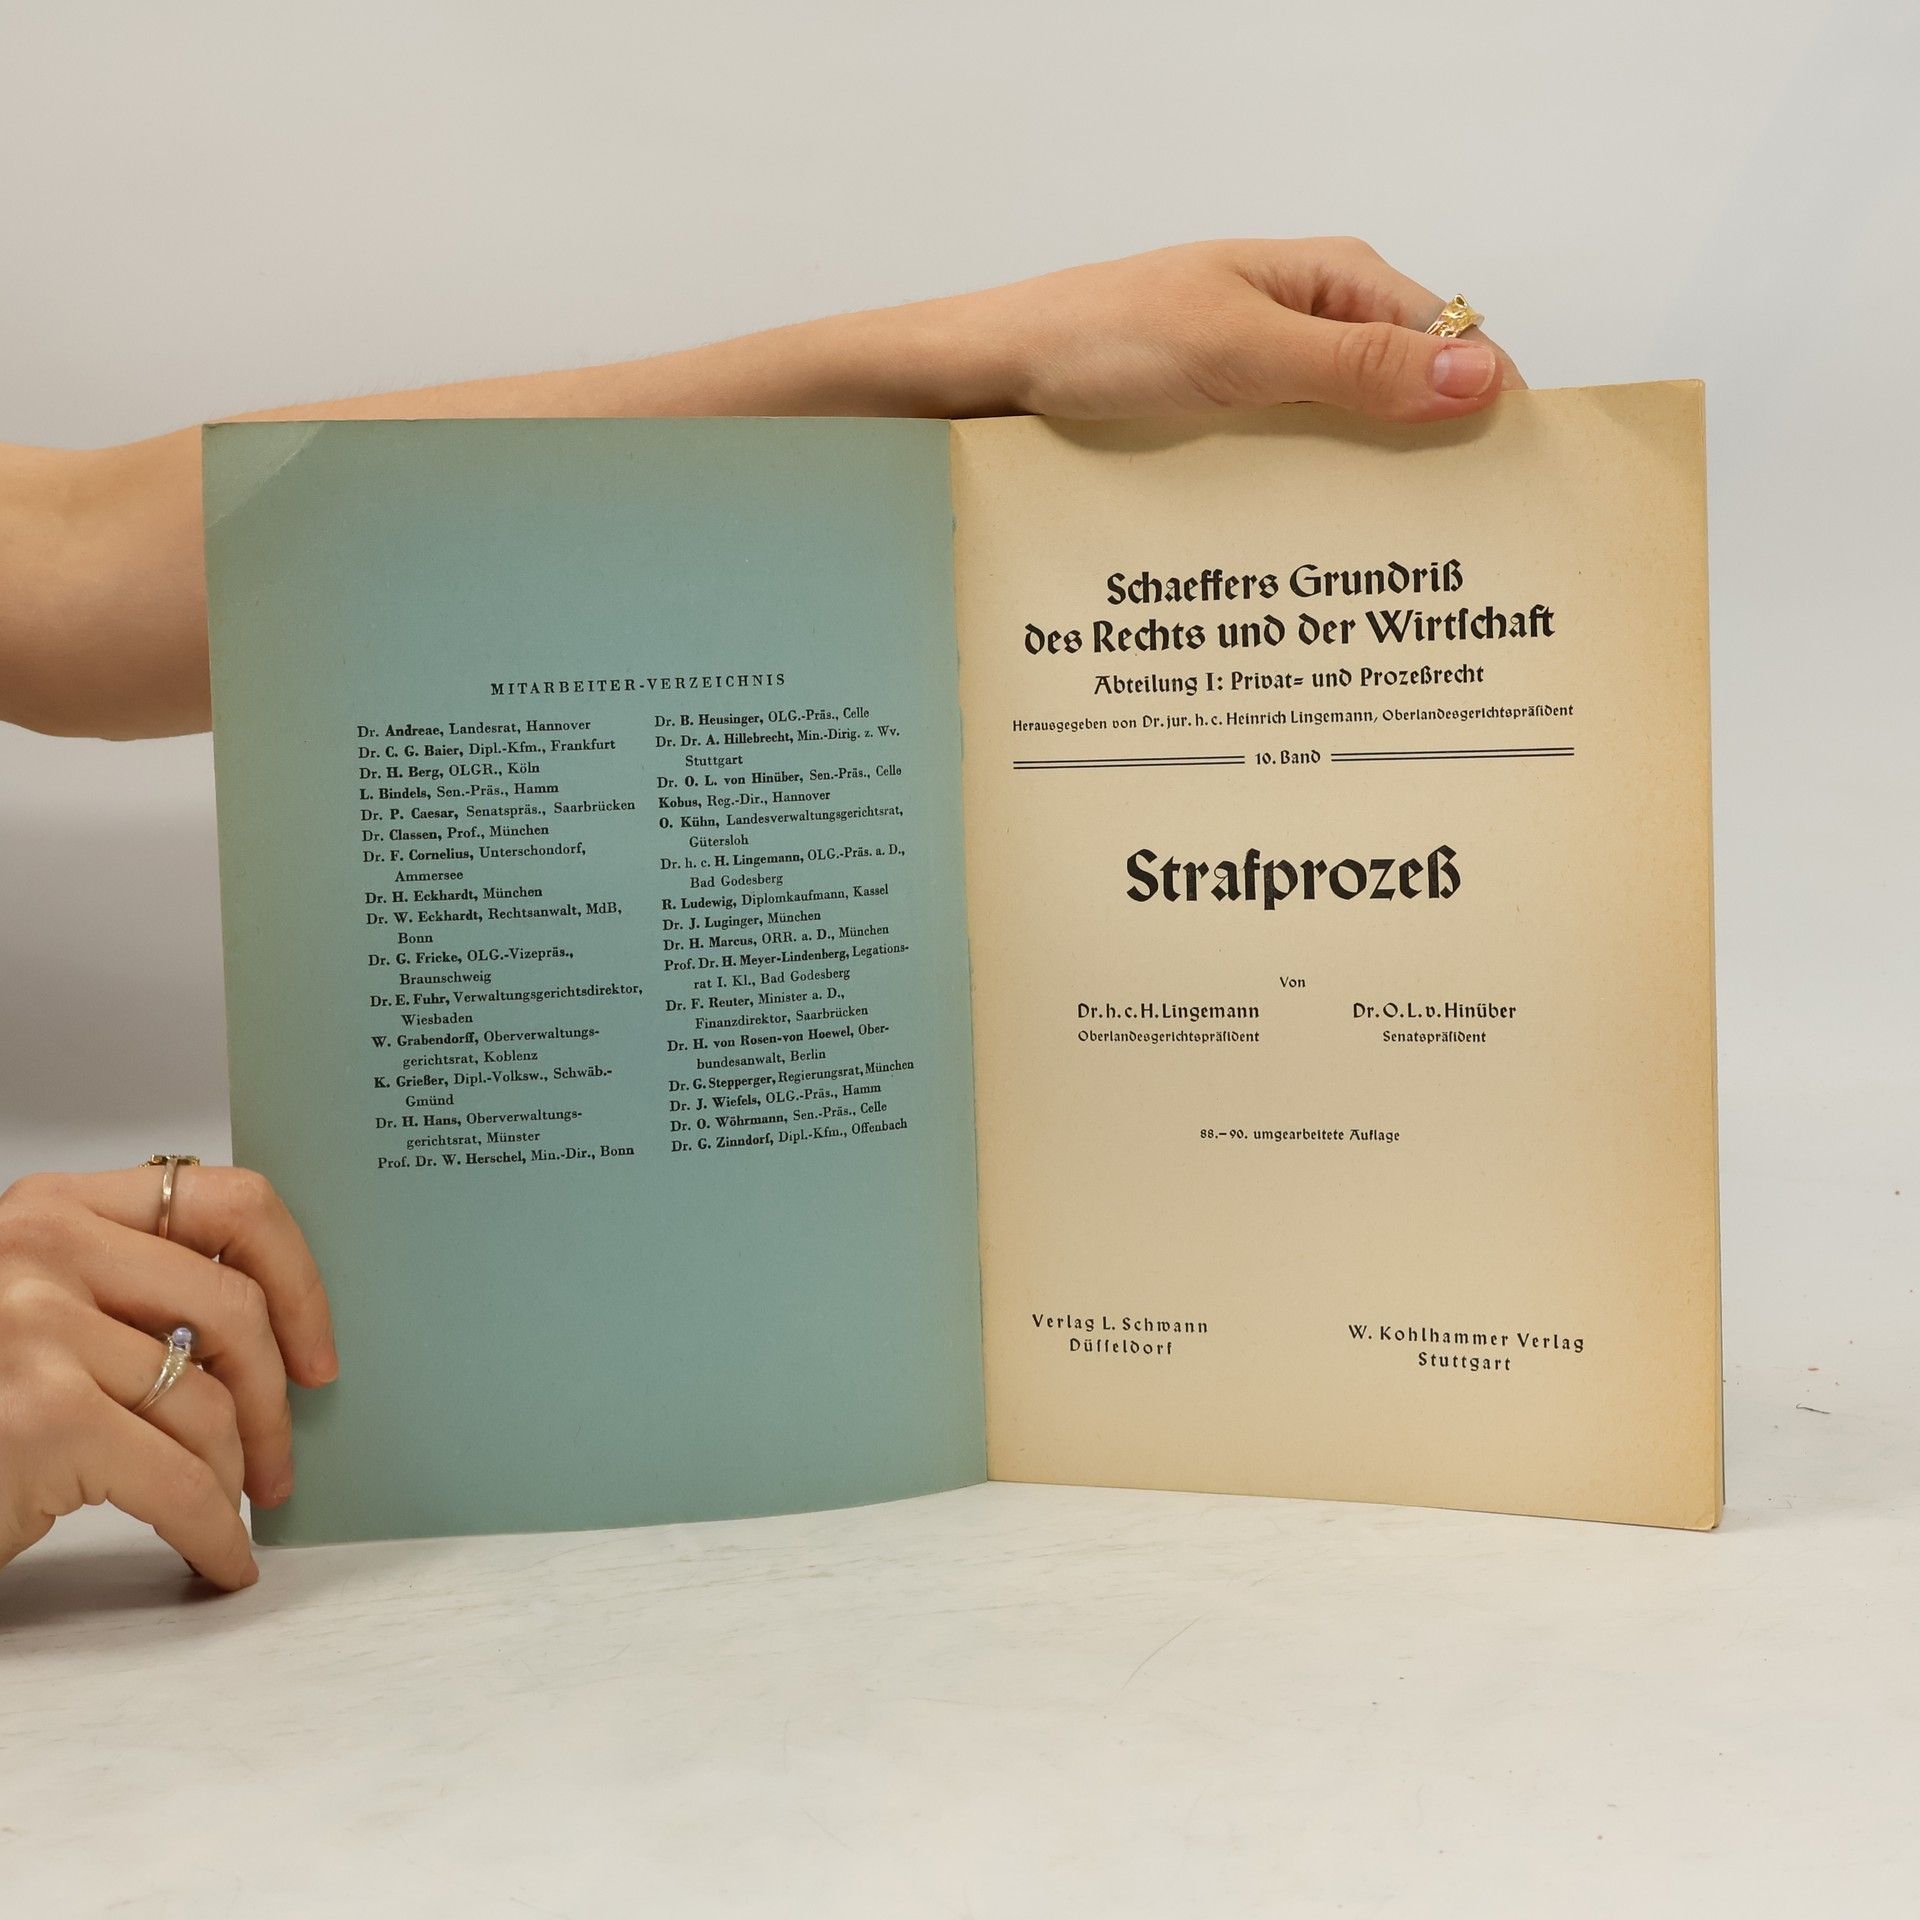 MITARBEITER-VERZEICHNIS
Dr. Andreae, Landesrat, Hannover
Dr. C. G. Baier, Dipl.-Kfm., Frankfurt
Dr. H. Berg, OLGR., Köln
L. Bindels, Sen.-Präs., Hamm
Dr. P. Caesar, Senatspräs., Saarbrücken
Dr. Classen, Prof., München
Dr. F. Cornelius, Unterschondorf,
Ammersee
Dr. H. Eckhardt, München
Dr. W. Eckhardt, Rechtsanwalt, MdB,
Bonn
Dr. G. Fricke, OLG.-Vizepräs.,
Braunschweig
Dr. E. Fuhr, Verwaltungsgerichtsdirektor,
Wiesbaden
W. Grabendorff, Oberverwaltungs-
gerichtsrat, Koblenz
K. Grießer, Dipl.-Volksw., Schwäb.-
Gmünd
Dr. H. Hans, Oberverwaltungs-
gerichtsrat, Münster
Prof. Dr. W. Herschel, Min.-Dir., Bonn
Dr. B. Heusinger, OLG.-Präs., Celle
Dr. Dr. A. Hillebrecht, Min.-Dirig. z. Wv.
Stuttgart
Dr. O. L. von Hinüber, Sen.-Präs., Celle
Kobus, Reg.-Dir., Hannover
O. Kühn, Landesverwaltungsgerichtsrat,
Gütersloh
Dr. h. c. H. Lingemann, OLG.-Präs. a. D.,
Bad Godesberg
R. Ludewig, Diplomkaufmann, Kassel
Dr. J. Luginger, München
Dr. H. Marcus, ORR. a. D., München
Prof. Dr. H. Meyer-Lindenberg, Legations-
rat I. Kl., Bad Godesberg
Dr. F. Reuter, Minister a. D.,
Finanzdirektor, Saarbrücken
Dr. H. von Rosen-von Hoewel, Ober-
bundesanwalt, Berlin
Dr. G. Stepperger, Regierungsrat, München
Dr. J. Wiefels, OLG.-Präs., Hamm
Dr. O. Wöhrmann, Sen.-Präs., Celle
Dr. G. Zinndorf, Dipl.-Kfm., Offenbach
Schaeffers Grundriß
des Rechts und der Wirtſchaft
Abteilung I: Privat- und Prozeßrecht
Herausgegeben von Dr. jur. h. c. Heinrich Lingemann, Oberlandesgerichtspräſident
10. Band
Strafprozeß
Von
Dr. h. c. H. Lingemann Dr. O. L. v. Hinüber
Oberlandesgerichtspräſident Senatspräſident
88.–90. umgearbeitete Auflage
Verlag L. Schwann W. Kohlhammer Verlag
Düſſeldorf Stuttgart